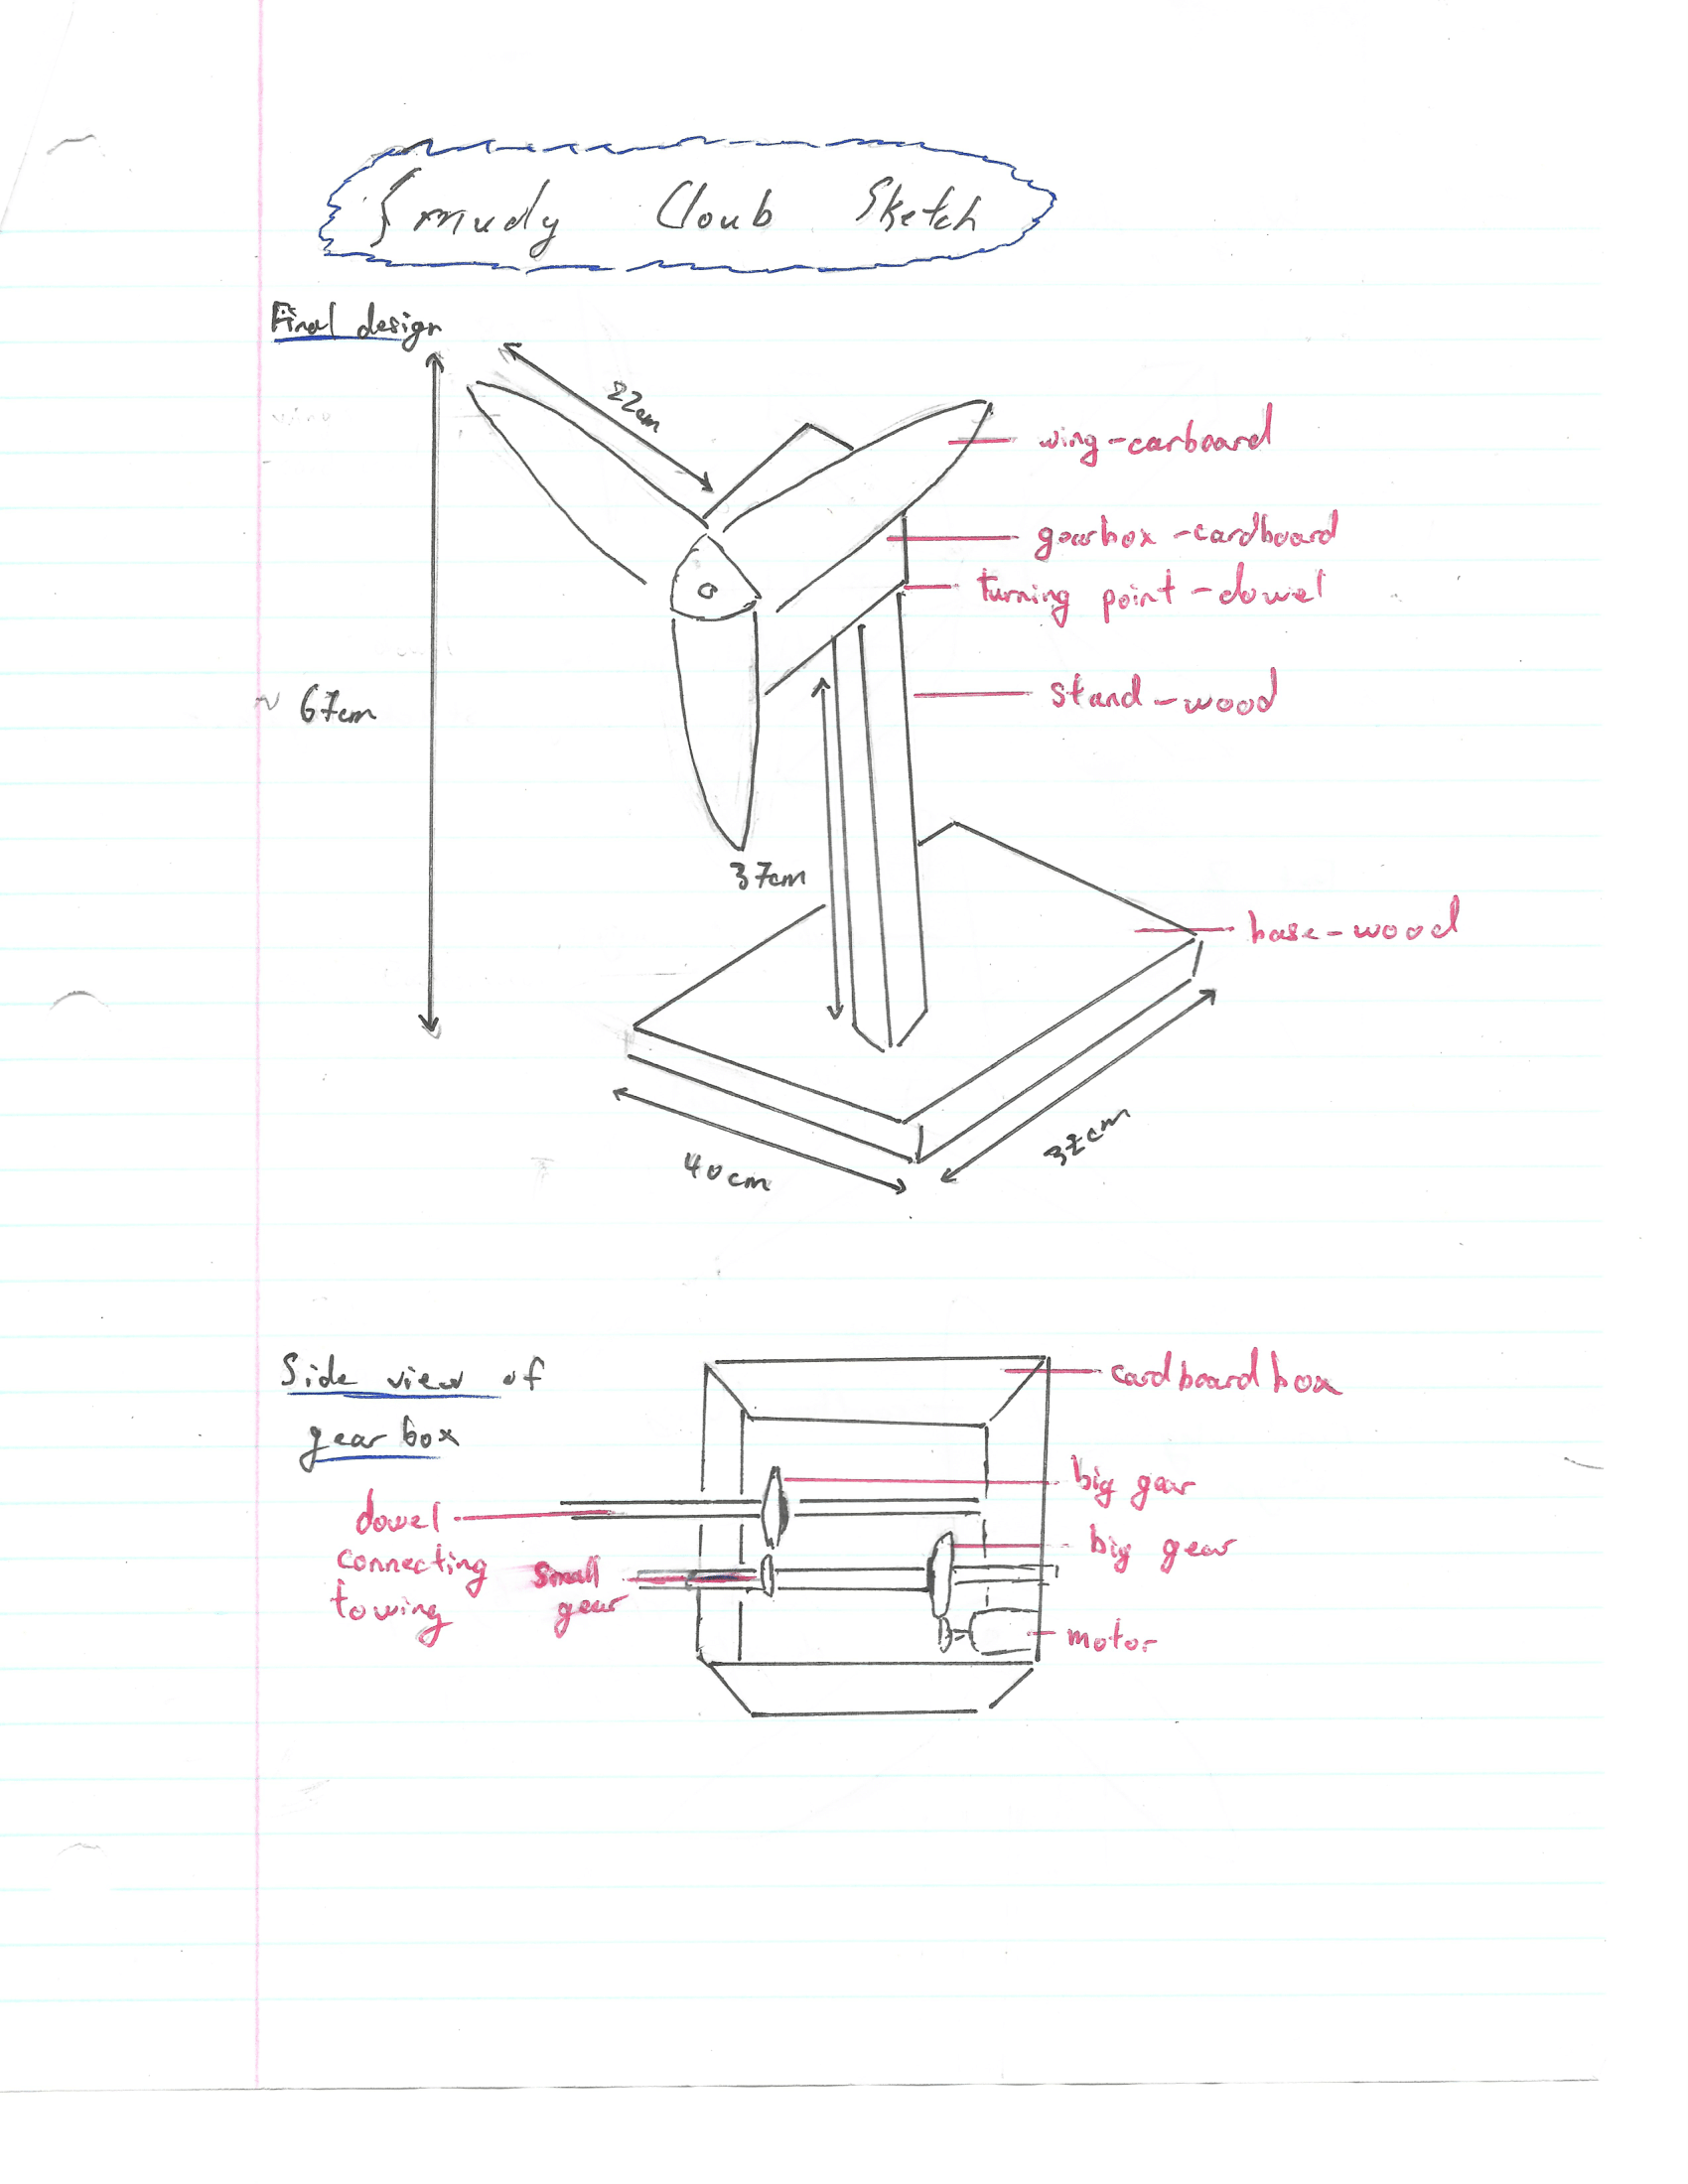 Smudy Cloub Sketch
Final design
22cm
wing-carboard
gearbox-cardboard
turning point-dowel
~ 67cm
stand-wood
37cm
base-wood
40cm
37cm
Side view of
gear box
cardboard box
big gear
dowel
connecting
to wing
big gear
small
gear
motor